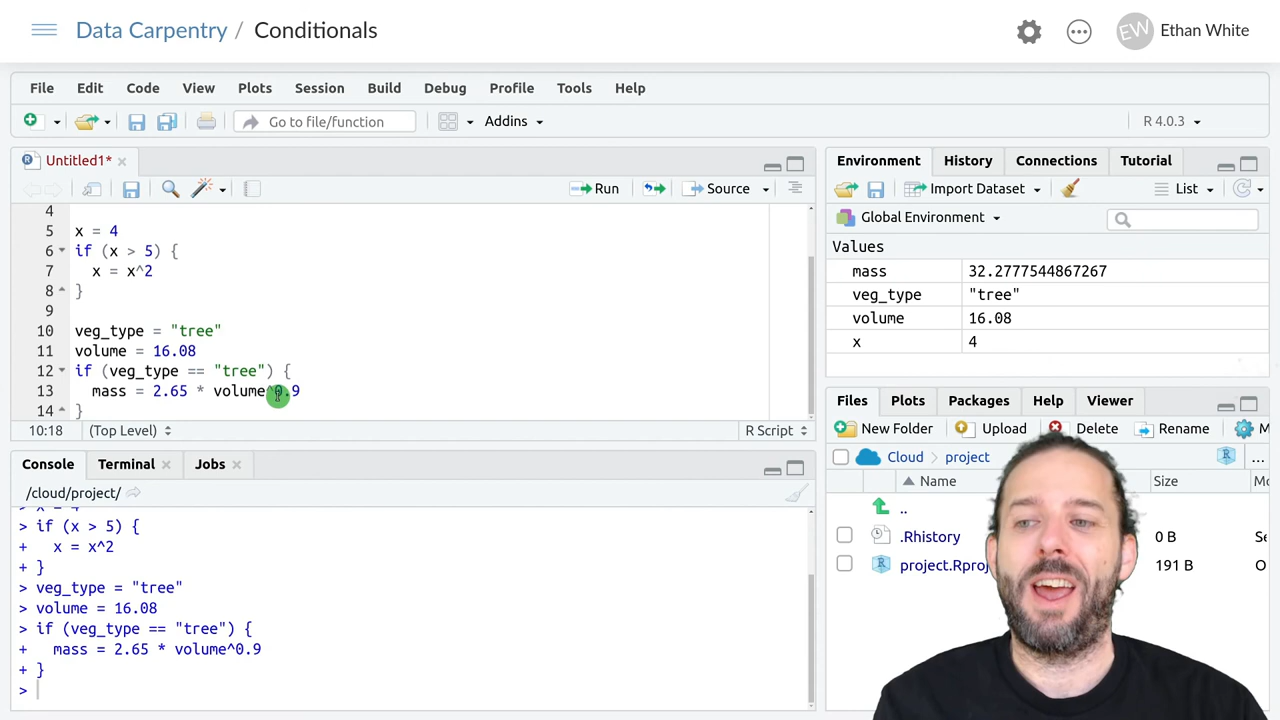 Data Carpentry / Conditionals
EW Ethan White
File Edit Code View Plots Session Build Debug Profile Tools Help
Go to file/function Addins R 4.0.3
Untitled1*
Run Source
4
5 x = 4
6 if (x > 5) {
7 x = x^2
8 }
9
10 veg_type = "tree"
11 volume = 16.08
12 if (veg_type == "tree") {
13 mass = 2.65 * volume^0.9
14 }
10:18 (Top Level) R Script
Console Terminal Jobs
/cloud/project/
> x = 4
> if (x > 5) {
+ x = x^2
+ }
> veg_type = "tree"
> volume = 16.08
> if (veg_type == "tree") {
+ mass = 2.65 * volume^0.9
+ }
>
Environment History Connections Tutorial
Import Dataset List
Global Environment
Values
mass 32.2777544867267
veg_type "tree"
volume 16.08
x 4
Files Plots Packages Help Viewer
New Folder Upload Delete Rename M
Cloud project ...
Name Size Mo
..
.Rhistory 0 B Se
project.Rproj 191 B O